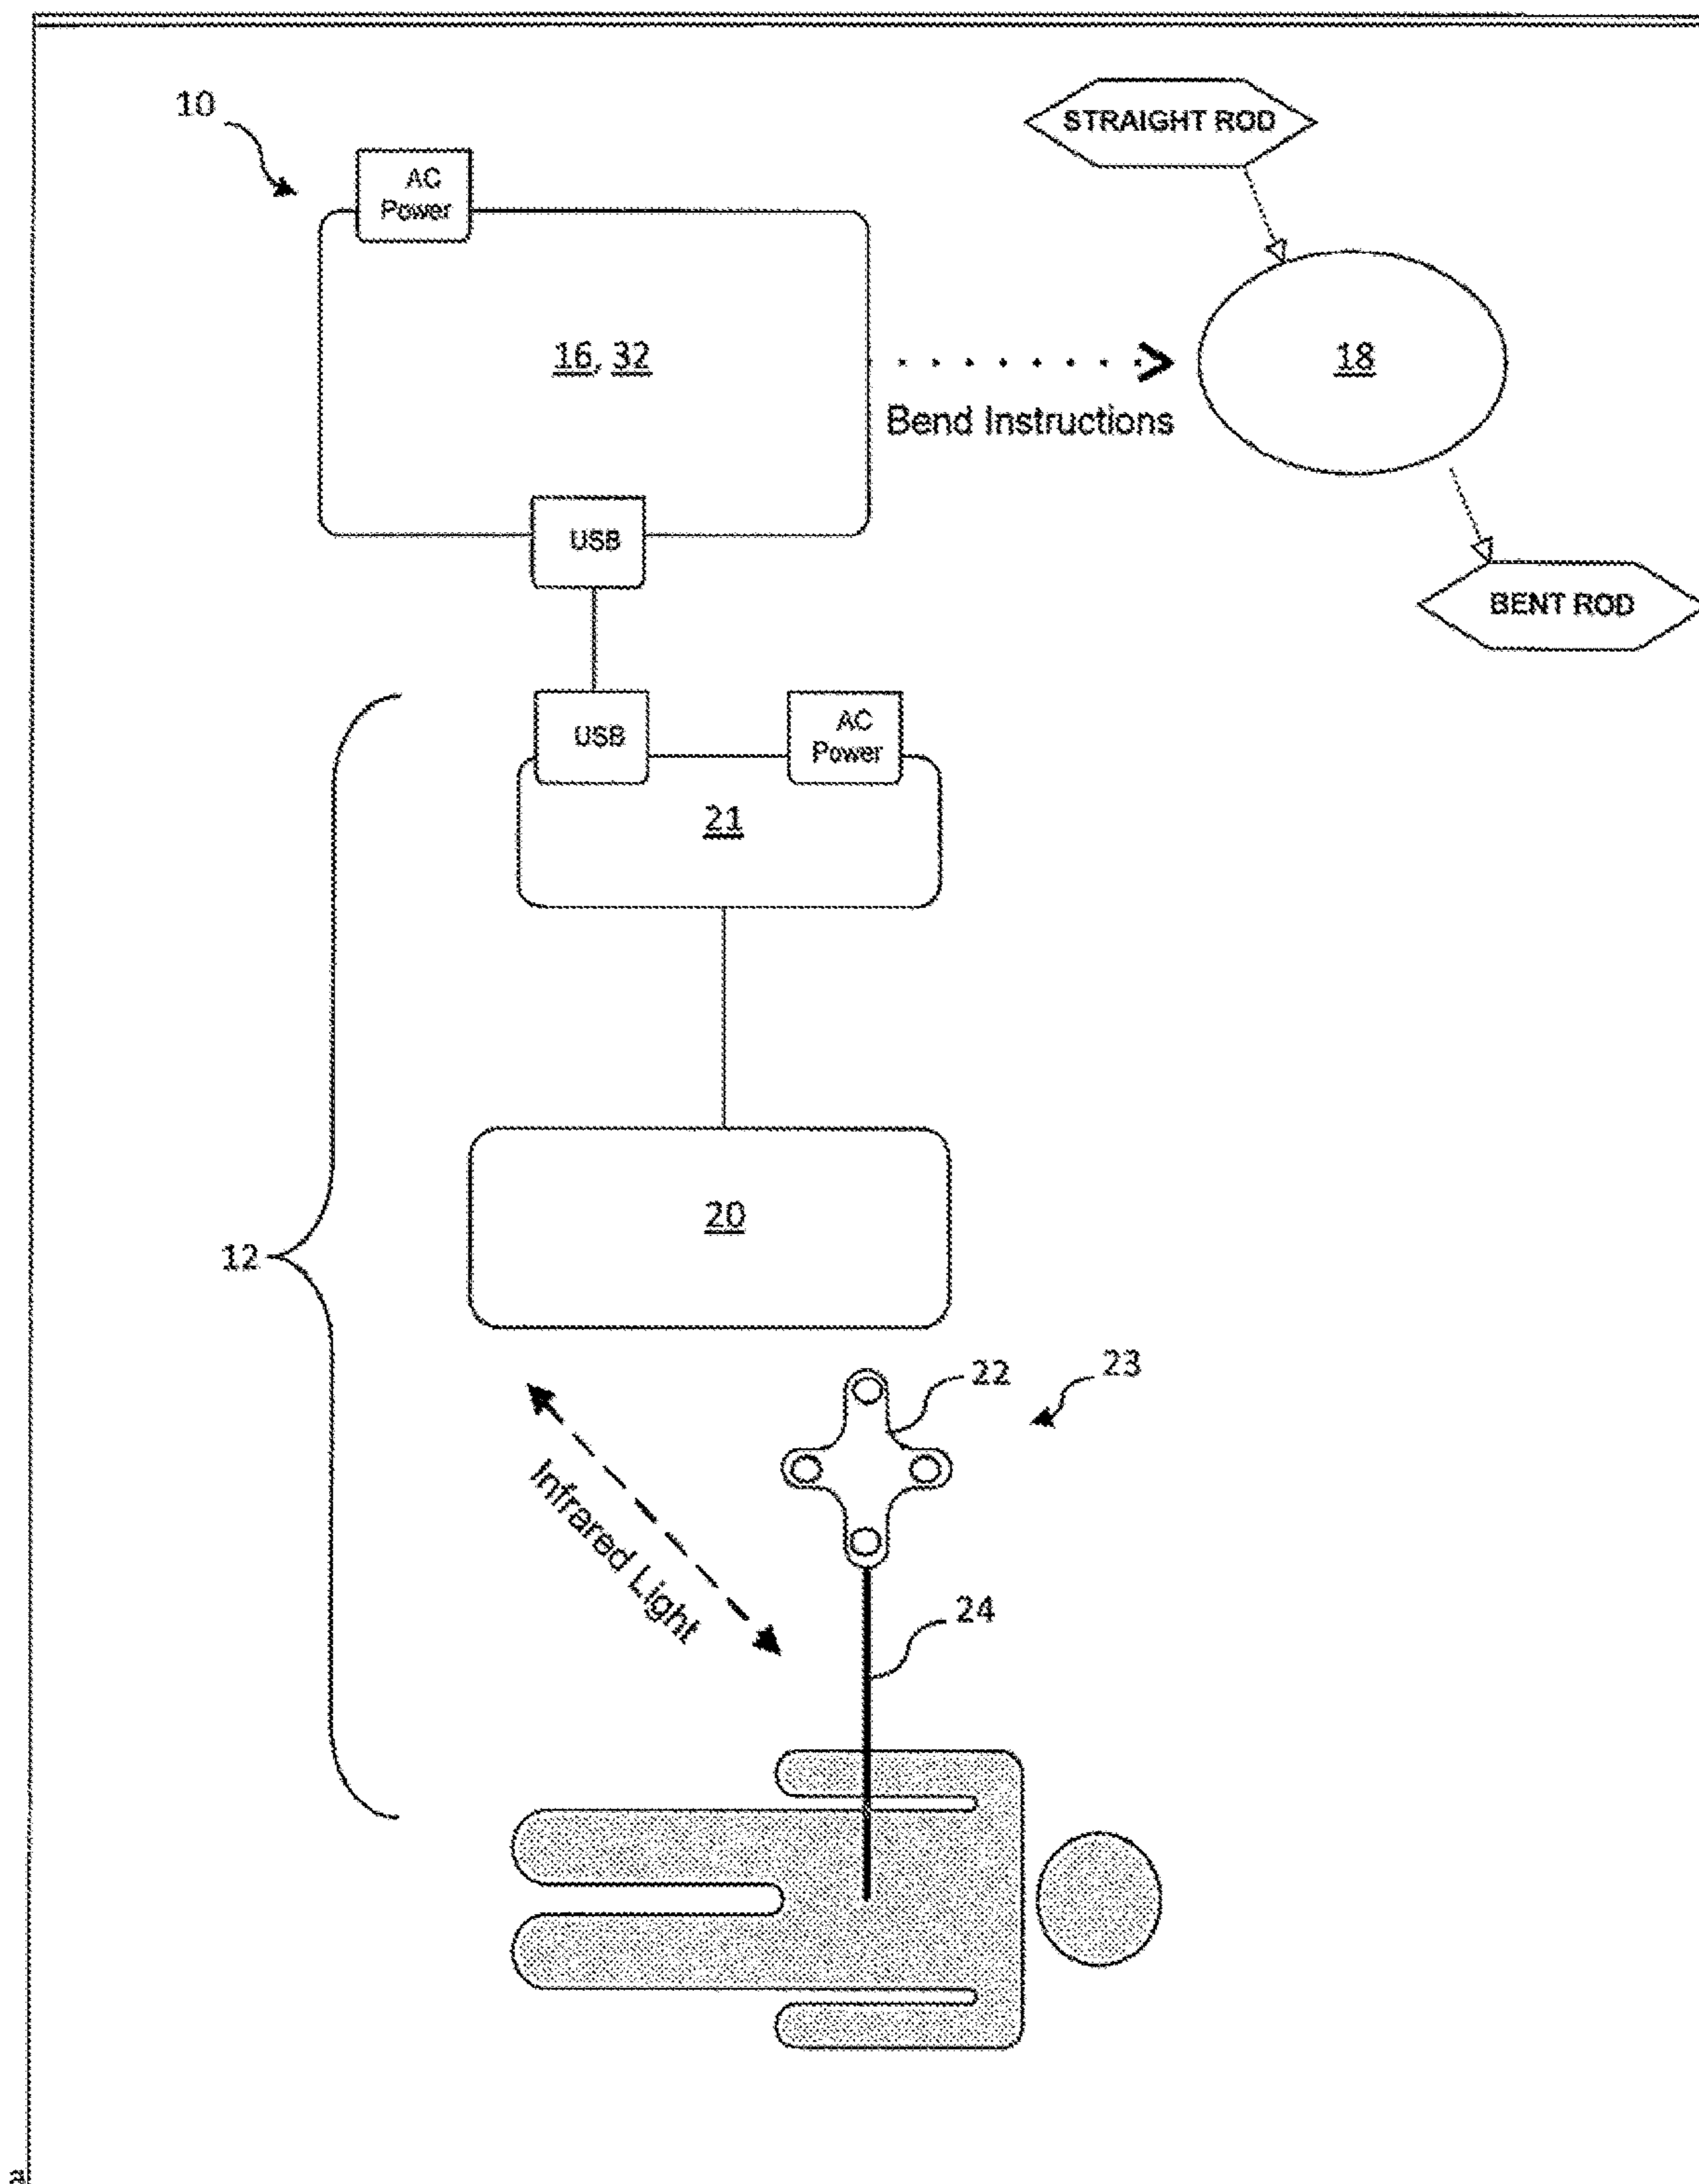 10
STRAIGHT ROD
AC
Power
16, 32
18
Bend Instructions
USB
BENT ROD
USB
AC
Power
21
20
12
22
23
Infrared Light
24
a